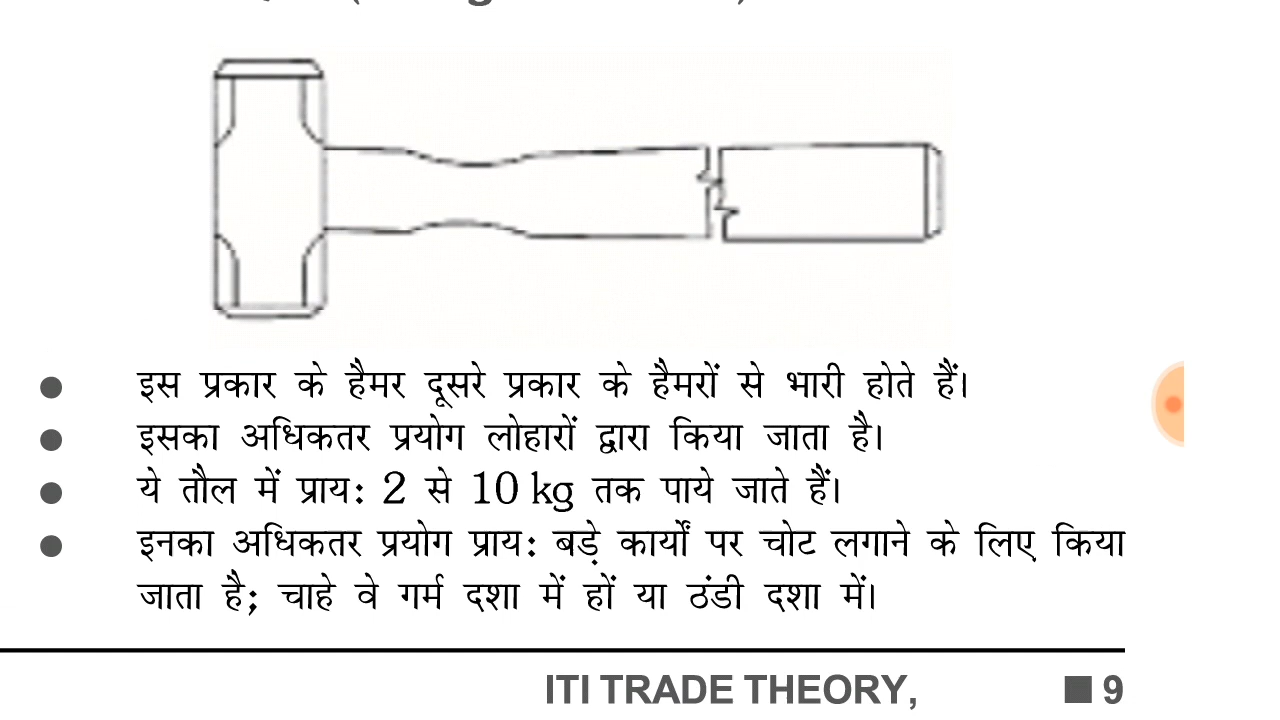 ● इस प्रकार के हैमर दूसरे प्रकार के हैमरों से भारी होते हैं।
● इसका अधिकतर प्रयोग लोहारों द्वारा किया जाता है।
● ये तौल में प्राय: 2 से 10 kg तक पाये जाते हैं।
● इनका अधिकतर प्रयोग प्राय: बड़े कार्यों पर चोट लगाने के लिए किया
जाता है; चाहे वे गर्म दशा में हों या ठंडी दशा में।
ITI TRADE THEORY, ■ 9